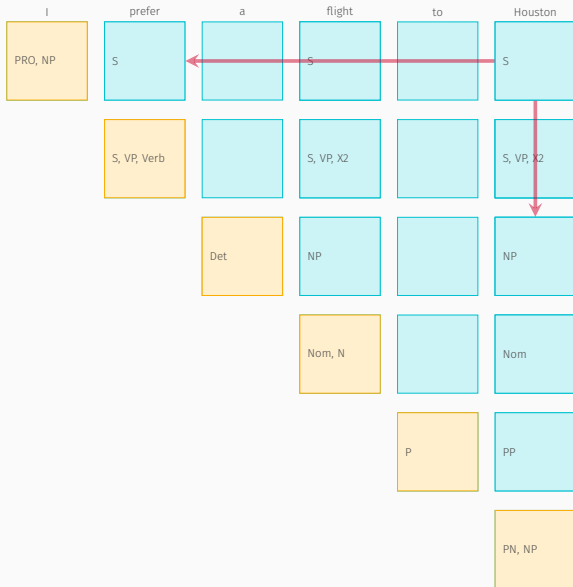 I prefer a flight to Houston
PRO, NP S S S
S, VP, Verb S, VP, X2 S, VP, X2
Det NP NP
Nom, N Nom
P PP
PN, NP